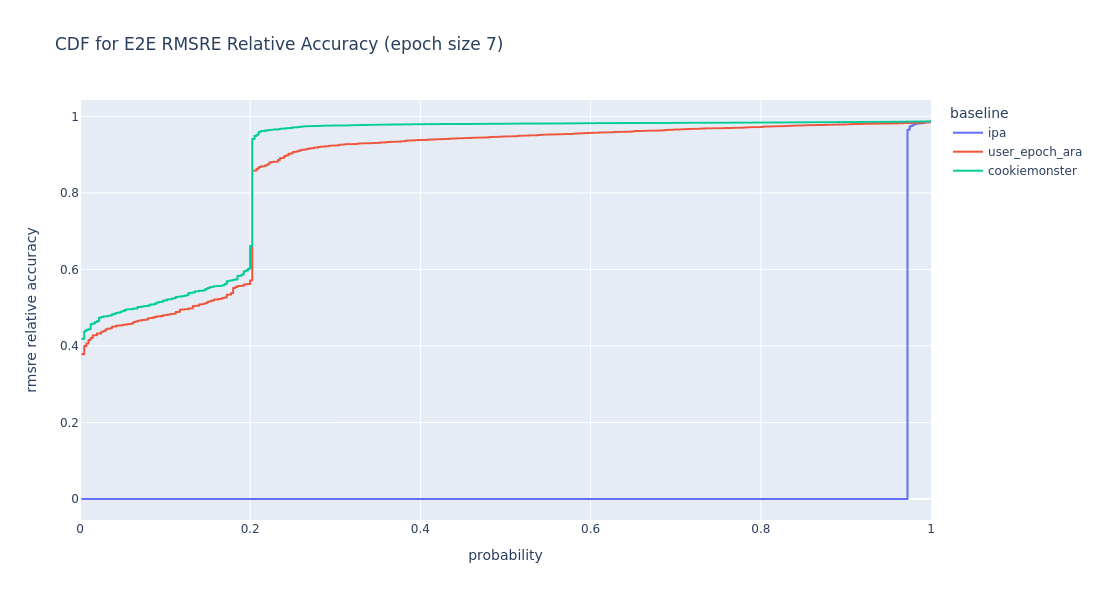 CDF for E2E RMSRE Relative Accuracy (epoch size 7)
baseline
ipa
user_epoch_ara
cookiemonster
rmsre relative accuracy
1
0.8
0.6
0.4
0.2
0
0
0.2
0.4
0.6
0.8
1
probability